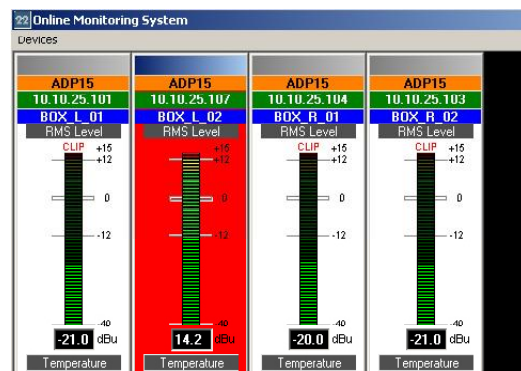 22 Online Monitoring System
Devices
ADP15
10.10.25.101
BOX_L_01
RMS Level
CLIP +15
+12
0
-12
-40
-21.0 dBu
Temperature
ADP15
10.10.25.107
BOX_L_02
RMS Level
+15
+12
0
-12
-40
14.2 dBu
Temperature
ADP15
10.10.25.104
BOX_R_01
RMS Level
CLIP +15
+12
0
-12
-40
-20.0 dBu
Temperature
ADP15
10.10.25.103
BOX_R_02
RMS Level
CLIP +15
+12
0
-12
-40
-21.0 dBu
Temperature